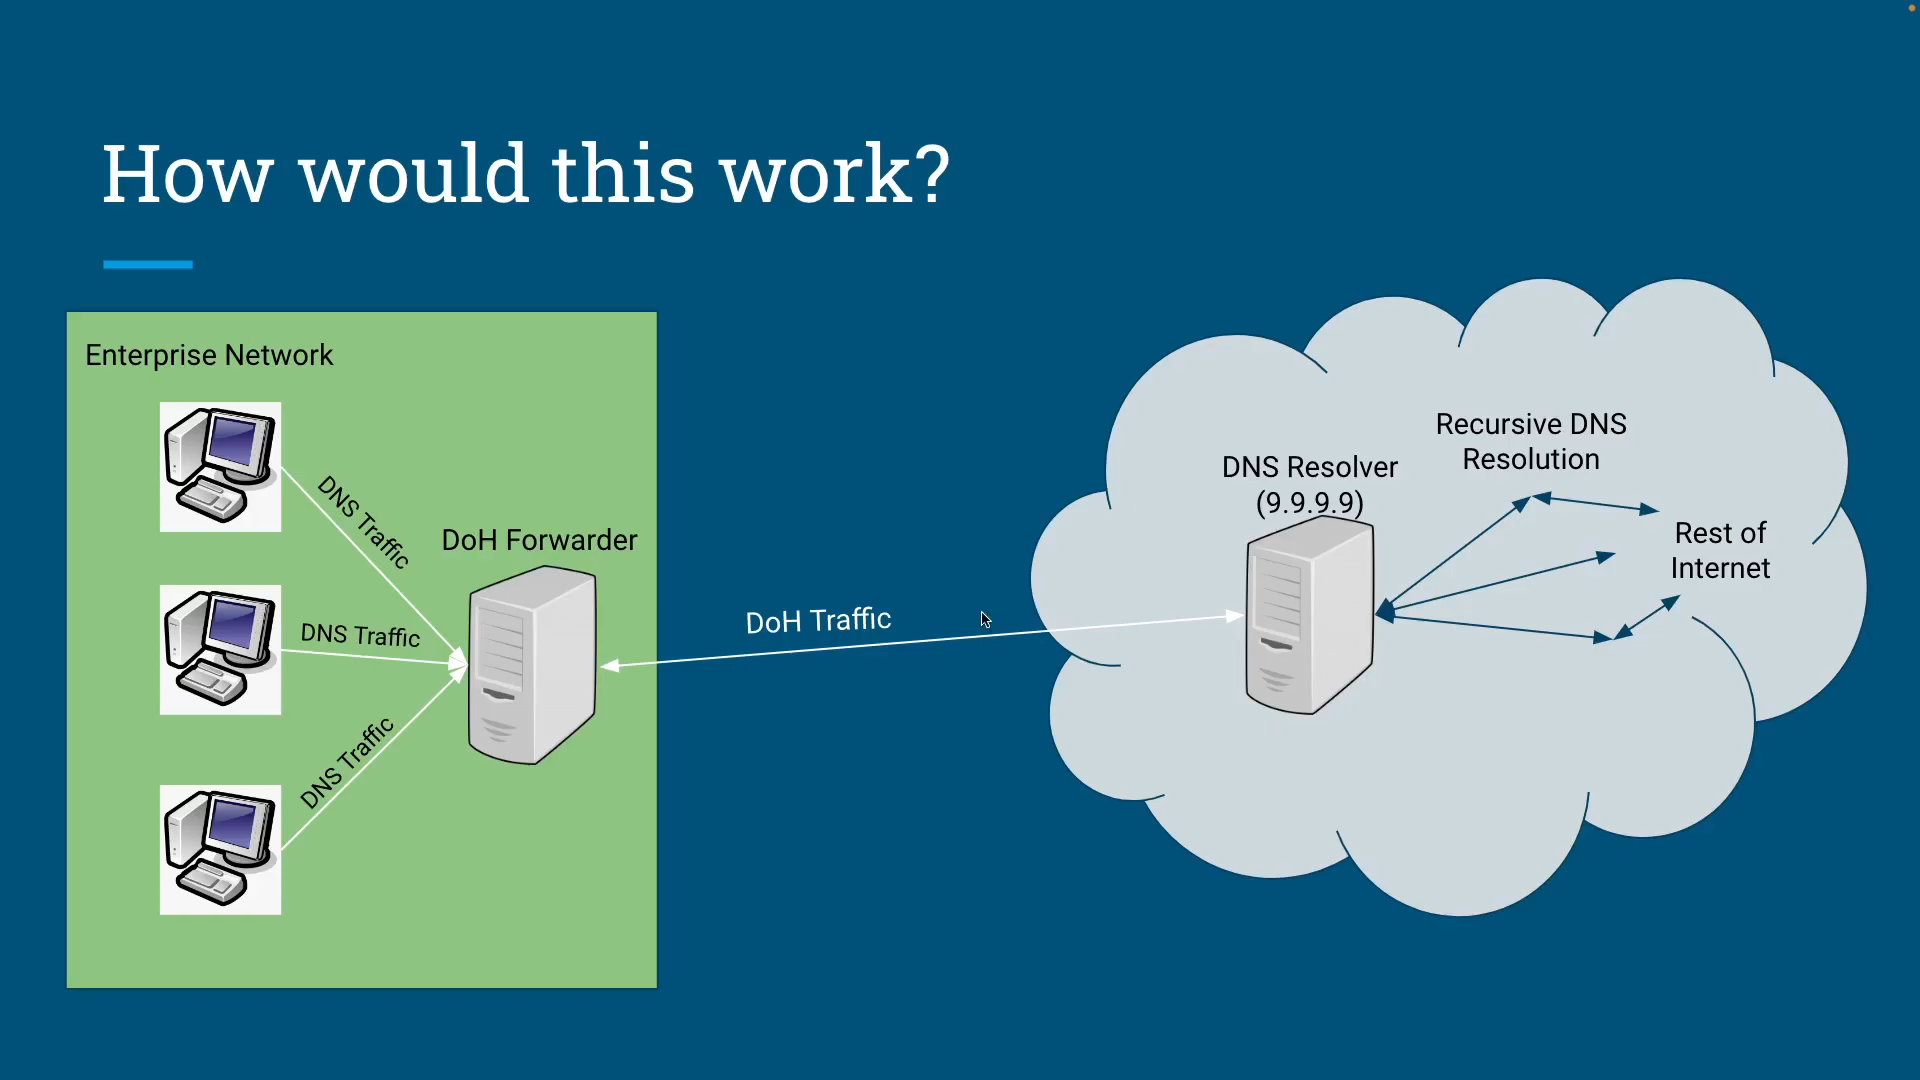 How would this work?
Enterprise Network
DNS Traffic
DoH Forwarder
DNS Traffic
DNS Traffic
DoH Traffic
DNS Resolver
(9.9.9.9)
Recursive DNS
Resolution
Rest of
Internet